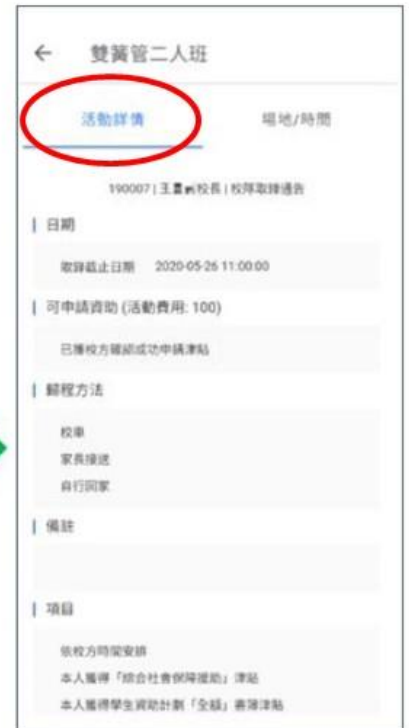 雙簧管二人班
活動詳情 場地/時間
190007 | 王 校長 | 校隊取錄通告
日期
取錄截止日期 2020-05-26 11:00:00
可申請資助 (活動費用: 100)
已獲校方確認成功申請津貼
歸程方法
校車
家長接送
自行回家
備註
項目
依校方時間安排
本人獲得「綜合社會保障援助」津貼
本人獲得學生資助計劃「全額」書簿津貼